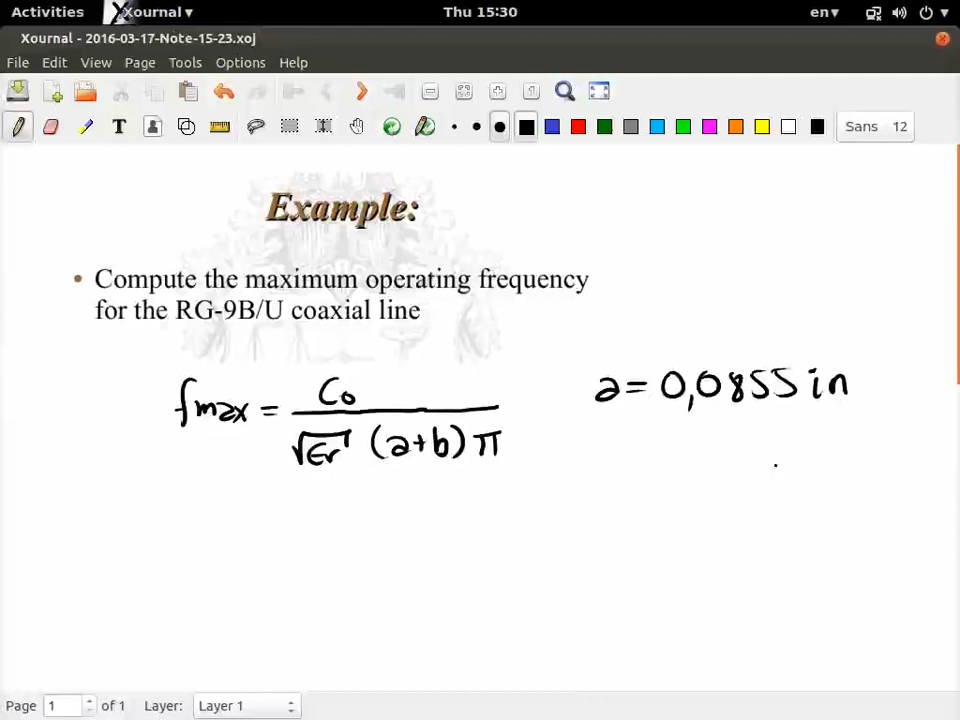 Activities Xournal ▾ Thu 15:30 en ▾
Xournal - 2016-03-17-Note-15-23.xoj
File Edit View Page Tools Options Help
Sans 12
Example:
• Compute the maximum operating frequency
for the RG-9B/U coaxial line
fmax = C₀ / √εr (a+b) π
a = 0,0855 in
Page 1 of 1 Layer: Layer 1